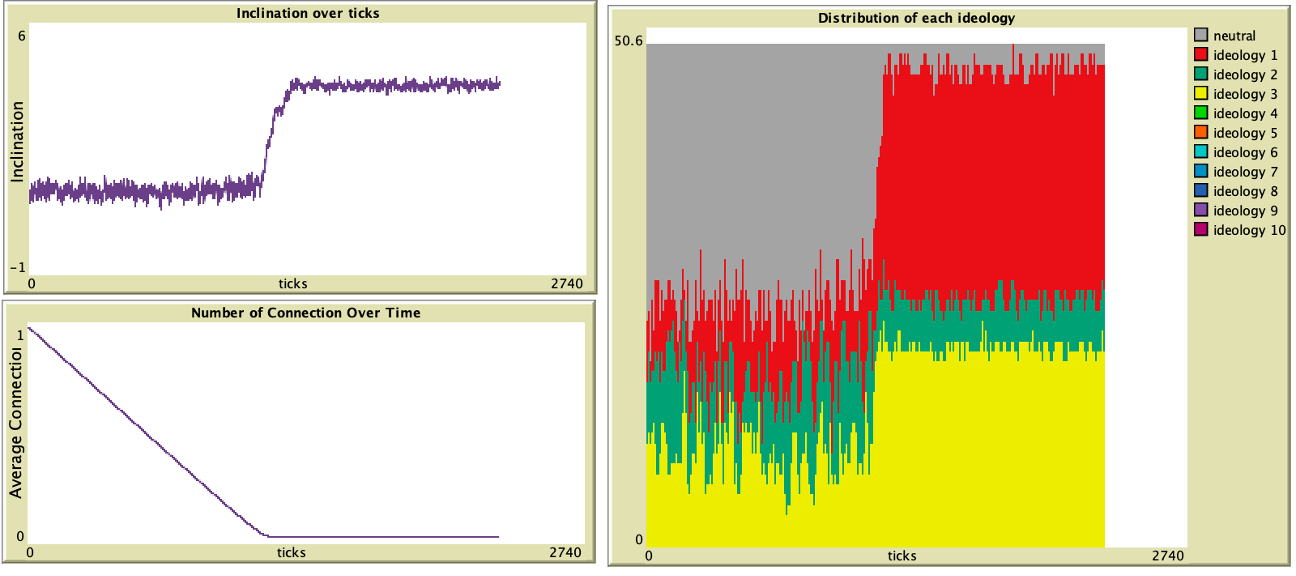 Inclination over ticks
6
Inclination
-1
0
ticks
2740
Number of Connection Over Time
1
Average Connection
0
0
ticks
2740
Distribution of each ideology
50.6
0
0
ticks
2740
neutral
ideology 1
ideology 2
ideology 3
ideology 4
ideology 5
ideology 6
ideology 7
ideology 8
ideology 9
ideology 10